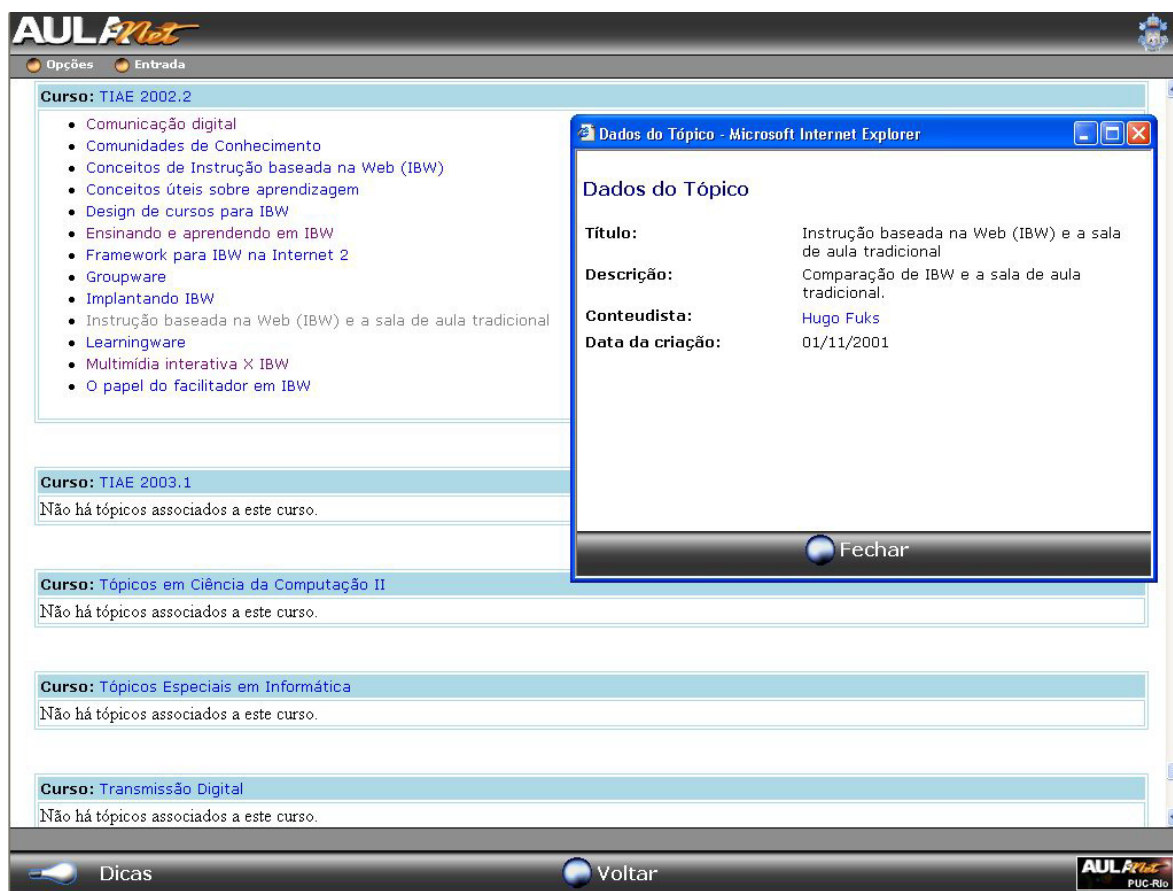 AULANet
Opções Entrada
Curso: TIAE 2002.2
Comunicação digital
Comunidades de Conhecimento
Conceitos de Instrução baseada na Web (IBW)
Conceitos úteis sobre aprendizagem
Design de cursos para IBW
Ensinando e aprendendo em IBW
Framework para IBW na Internet 2
Groupware
Implantando IBW
Instrução baseada na Web (IBW) e a sala de aula tradicional
Learningware
Multimídia interativa X IBW
O papel do facilitador em IBW
Dados do Tópico - Microsoft Internet Explorer
Dados do Tópico
Título: Instrução baseada na Web (IBW) e a sala
de aula tradicional
Descrição: Comparação de IBW e a sala de aula
tradicional.
Conteudista: Hugo Fuks
Data da criação: 01/11/2001
Fechar
Curso: TIAE 2003.1
Não há tópicos associados a este curso.
Curso: Tópicos em Ciência da Computação II
Não há tópicos associados a este curso.
Curso: Tópicos Especiais em Informática
Não há tópicos associados a este curso.
Curso: Transmissão Digital
Não há tópicos associados a este curso.
Dicas Voltar AULANet
PUC-Rio